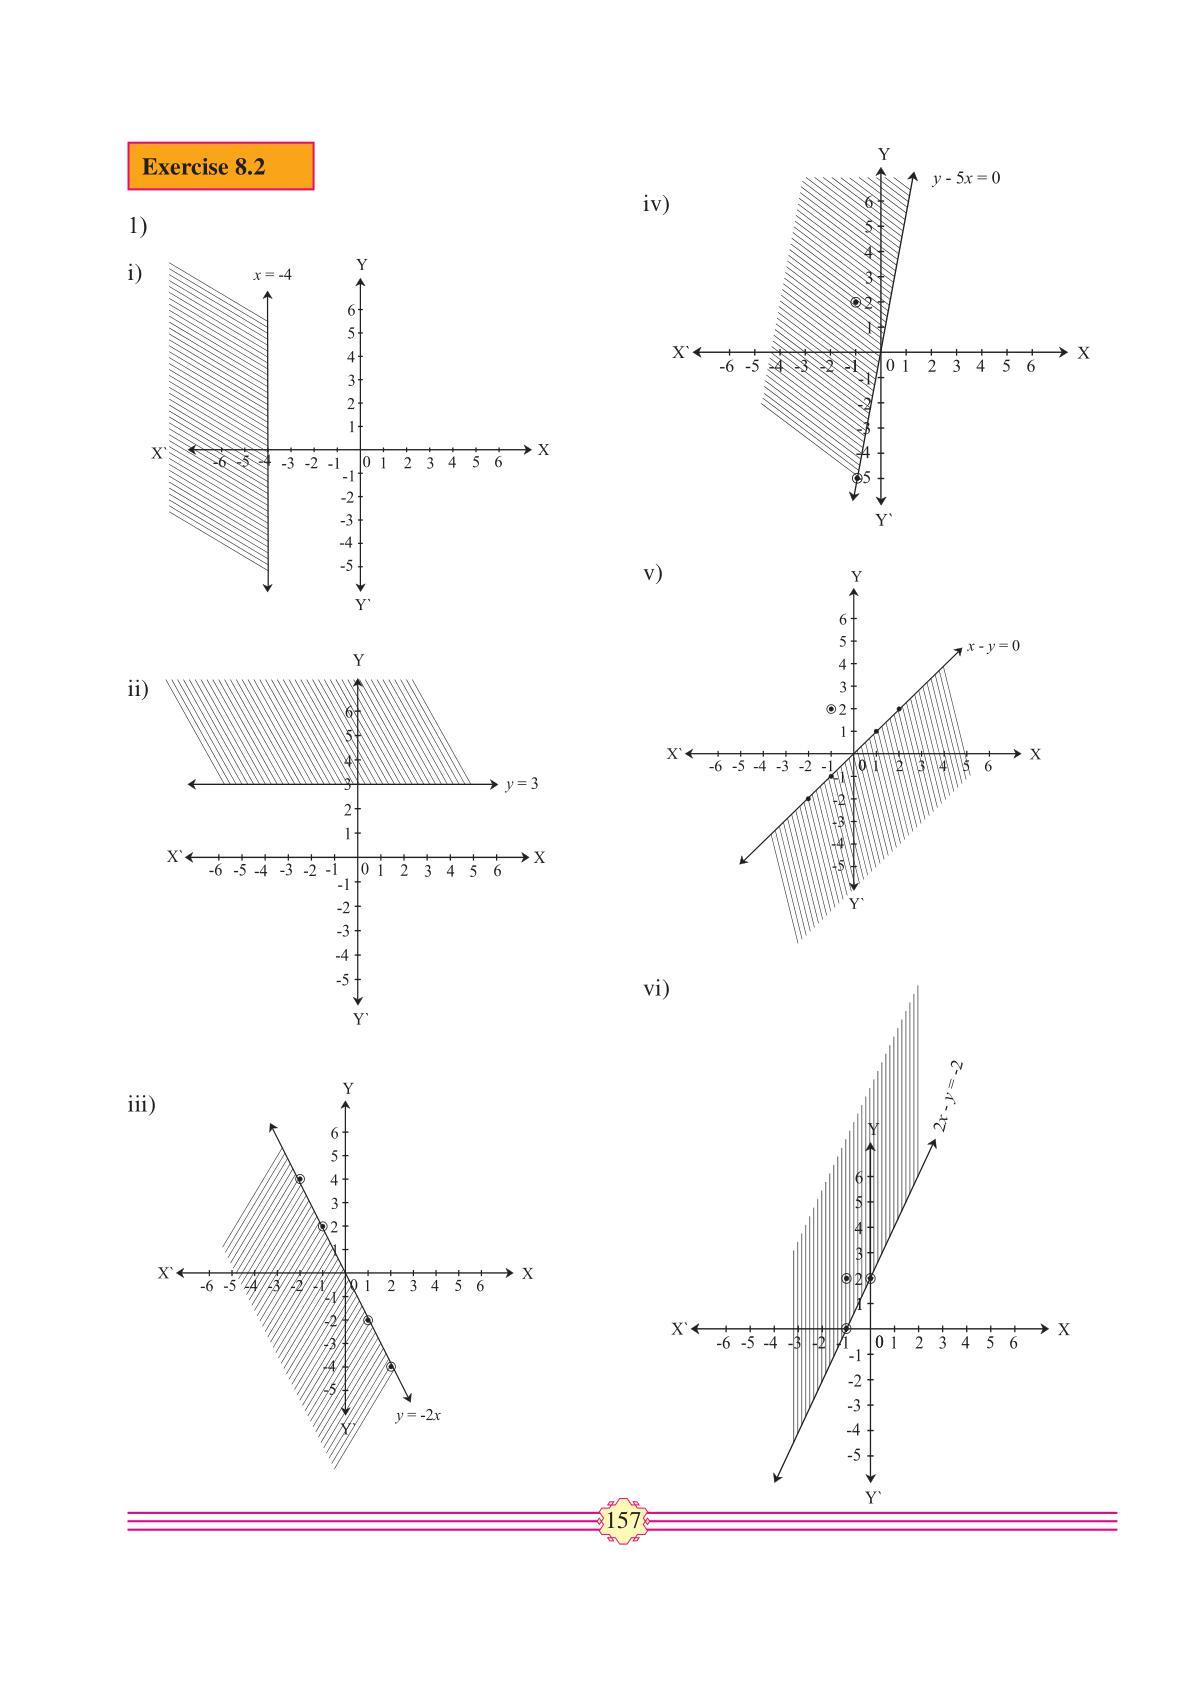 Exercise 8.2
1)
i)
x = -4
Y
6
5
4
3
2
1
X`
-6 -5 -4 -3 -2 -1 0 1 2 3 4 5 6
X
-1
-2
-3
-4
-5
Y`
ii)
Y
6
5
4
3
y = 3
2
1
X`
X
-6 -5 -4 -3 -2 -1 0 1 2 3 4 5 6
-1
-2
-3
-4
-5
Y`
iii)
Y
6
5
4
3
2
1
X`
X
-6 -5 -4 -3 -2 -1 0 1 2 3 4 5 6
-1
-2
-3
-4
-5
y = -2x
Y`
iv)
Y
y - 5x = 0
6
5
4
3
2
1
X`
X
-6 -5 -4 -3 -2 -1 0 1 2 3 4 5 6
-1
-2
-3
-4
-5
Y`
v)
Y
6
5
x - y = 0
4
3
2
1
X`
X
-6 -5 -4 -3 -2 -1 0 1 2 3 4 5 6
-1
-2
-3
-4
-5
Y`
vi)
2x - y = -2
Y
6
5
4
3
2
1
X`
X
-6 -5 -4 -3 -2 -1 0 1 2 3 4 5 6
-1
-2
-3
-4
-5
Y`
157